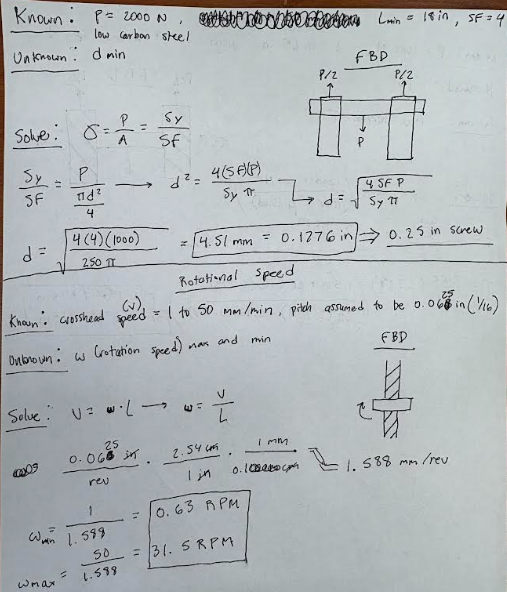 Known: P = 2000 N, Lmin = 18 in, SF = 4
low carbon steel
Unknown: d min
FBD
P/2 P/2
P
Solve: σ = P/A = Sy/SF
Sy/SF = P/(πd²/4) → d² = 4(SF)(P)/(Sy π) → d = √(4 SF P/(Sy π))
d = √(4(4)(1000)/(250 π)) = 4.51 mm = 0.1776 in ⇒ 0.25 in screw
Rotational Speed
Known: crosshead speed (v) = 1 to 50 mm/min, pitch assumed to be 0.0625 in (1/16)
Unknown: ω (rotation speed) max and min
FBD
Solve: V = ω·L → ω = V/L
0.0625 in/rev · 2.54 cm/1 in · 1 mm/0.1 cm = 1.588 mm/rev
ωmin = 1/1.588 = 0.63 RPM
ωmax = 50/1.588 = 31.5 RPM